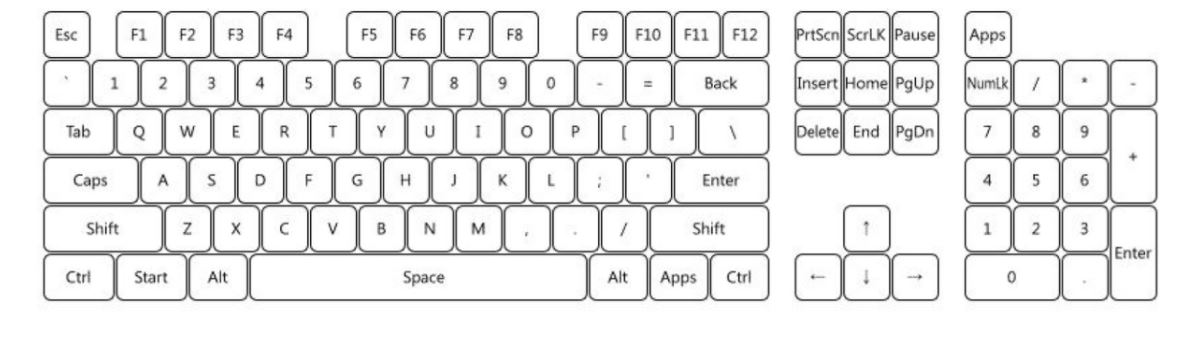 Esc F1 F2 F3 F4 F5 F6 F7 F8 F9 F10 F11 F12 PrtScn ScrLK Pause Apps
` 1 2 3 4 5 6 7 8 9 0 - = Back Insert Home PgUp NumLk / * -
Tab Q W E R T Y U I O P [ ] \ Delete End PgDn 7 8 9 +
Caps A S D F G H J K L ; ' Enter 4 5 6
Shift Z X C V B N M , . / Shift ↑ 1 2 3 Enter
Ctrl Start Alt Space Alt Apps Ctrl ← ↓ → 0 .